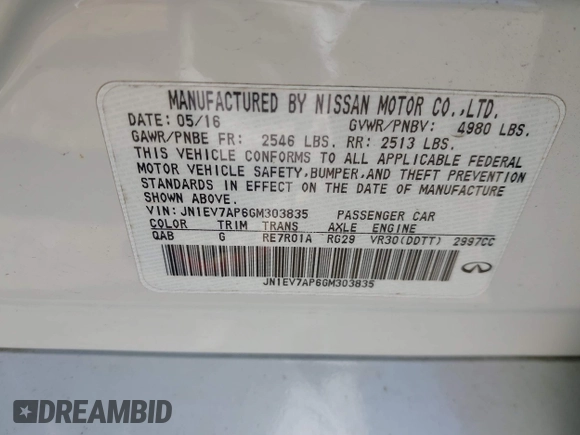 MANUFACTURED BY NISSAN MOTOR CO.,LTD.
DATE: 05/16 GVWR/PNBV: 4980 LBS.
GAWR/PNBE FR: 2546 LBS. RR: 2513 LBS.
THIS VEHICLE CONFORMS TO ALL APPLICABLE FEDERAL
MOTOR VEHICLE SAFETY,BUMPER,AND THEFT PREVENTION
STANDARDS IN EFFECT ON THE DATE OF MANUFACTURE
SHOWN ABOVE.
VIN: JN1EV7AP6GM303835 PASSENGER CAR
COLOR TRIM TRANS AXLE ENGINE
QAB G RE7R01A RG29 VR30(DDTT) 2997CC
JN1EV7AP6GM303835
DREAMBID